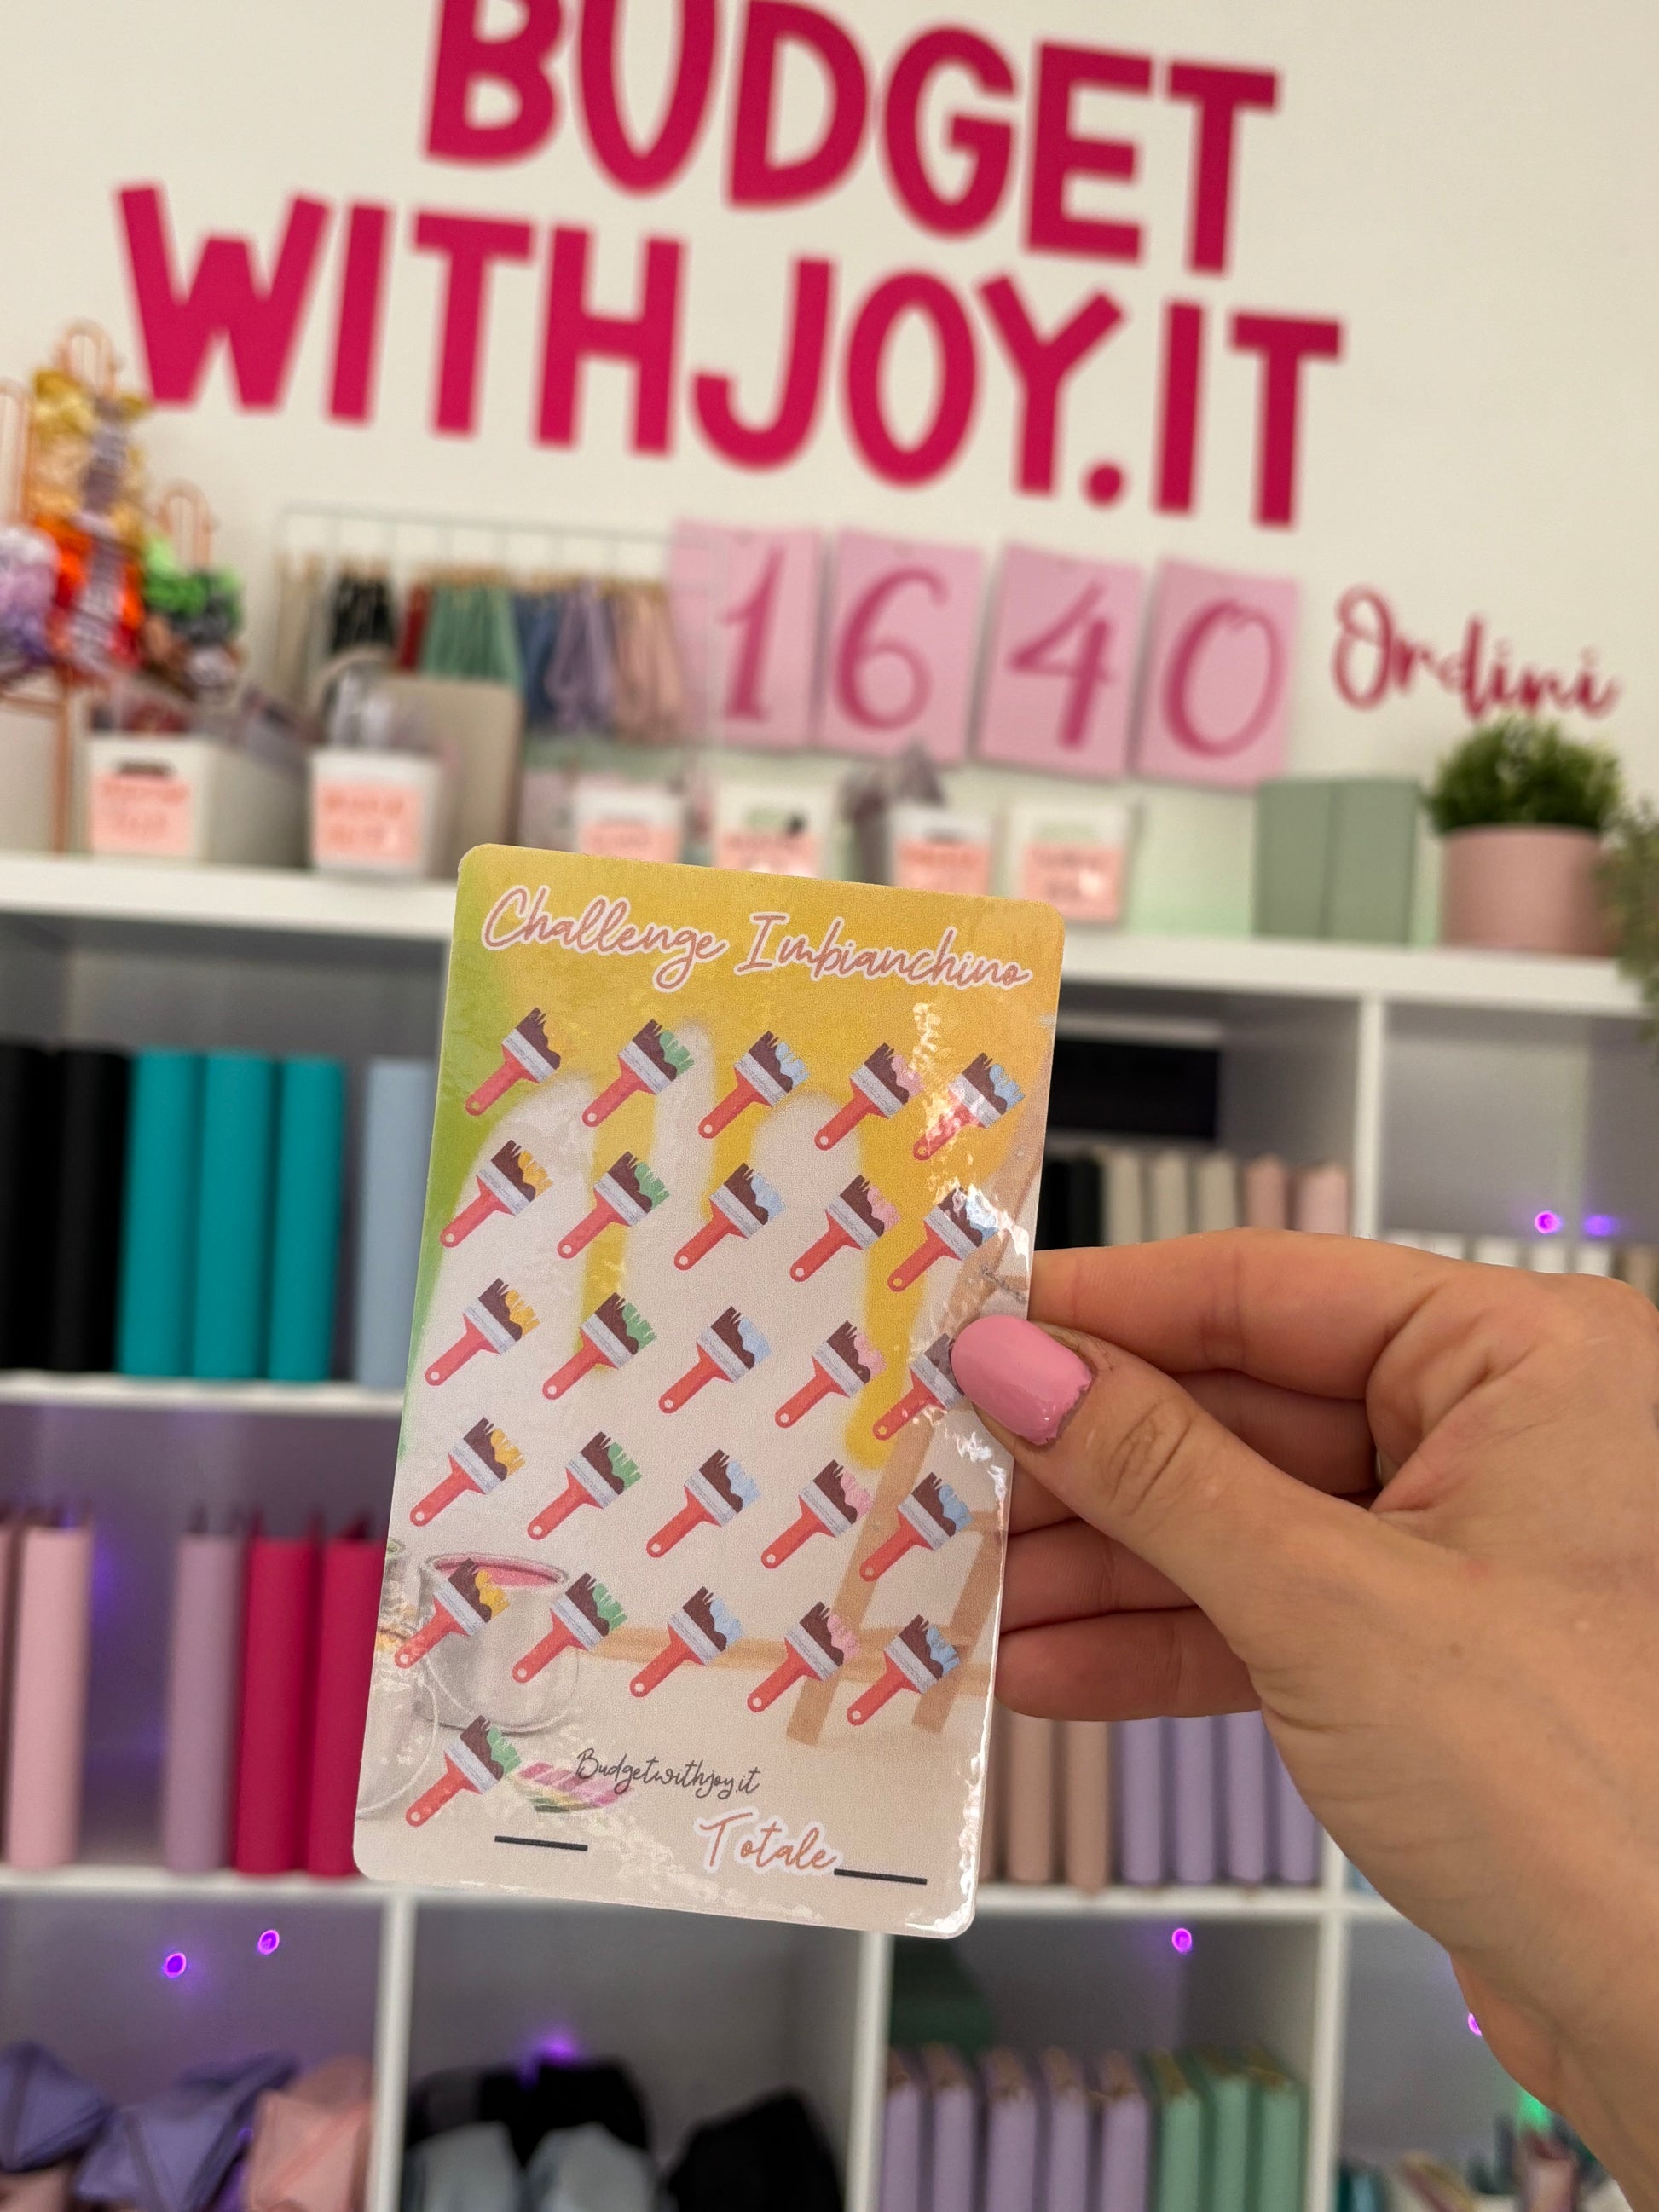 BUDGET
WITHJOY.IT
1640 Ordini
Challenge Imbianchino
Budgetwithjoy.it
Totale